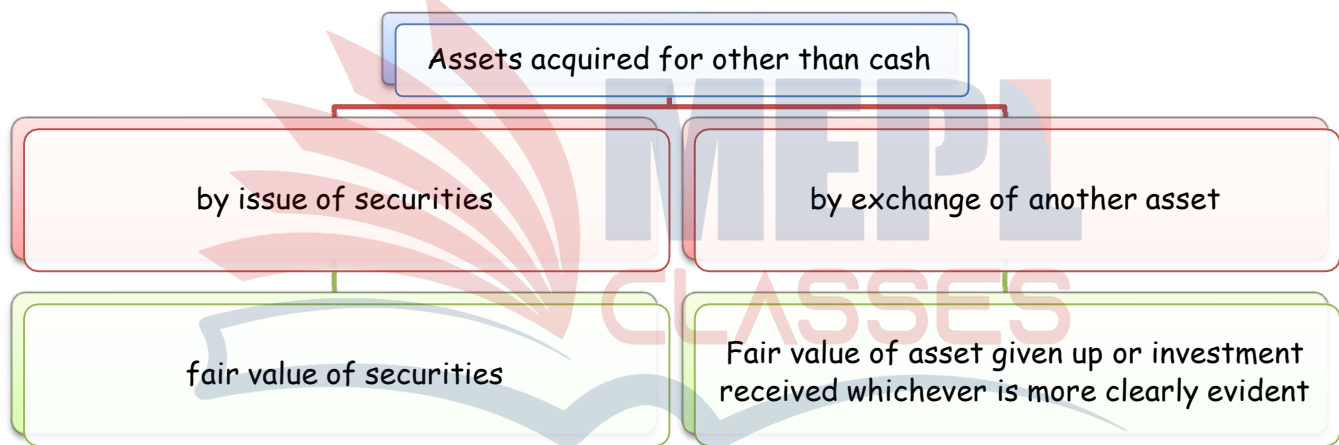 Assets acquired for other than cash
by issue of securities
by exchange of another asset
fair value of securities
Fair value of asset given up or investment
received whichever is more clearly evident
MEPL
CLASSES